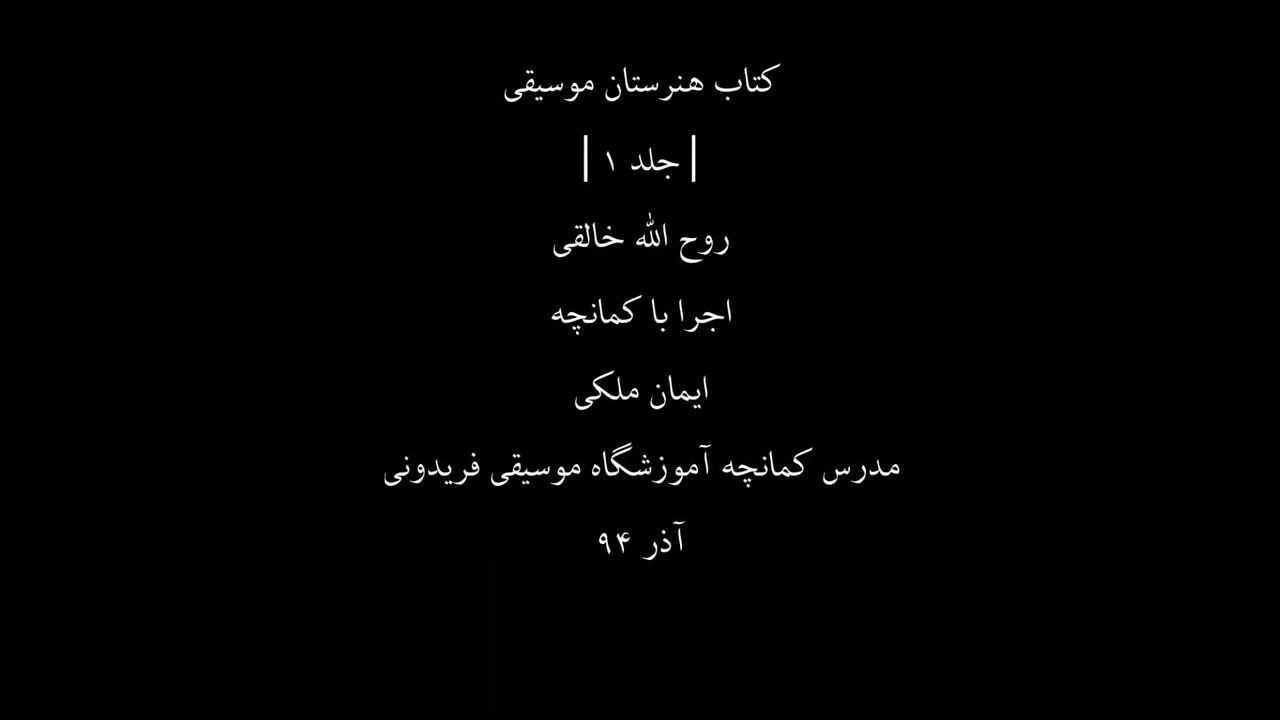 کتاب هنرستان موسیقی
| جلد ۱ |
روح الله خالقی
اجرا با کمانچه
ایمان ملکی
مدرس کمانچه آموزشگاه موسیقی فریدونی
آذر ۹۴